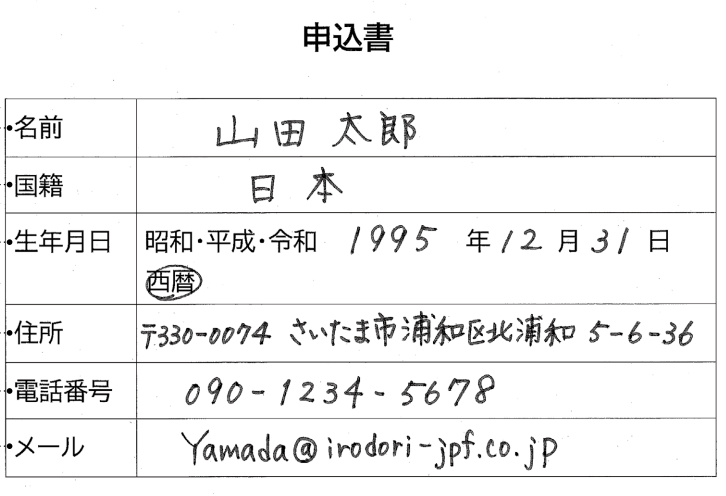 申込書
・名前 山田 太郎
・国籍 日本
・生年月日 昭和・平成・令和 1995 年 12 月 31 日
西暦
・住所 〒330-0074 さいたま市浦和区北浦和 5-6-36
・電話番号 090-1234-5678
・メール Yamada@irodori-jpf.co.jp